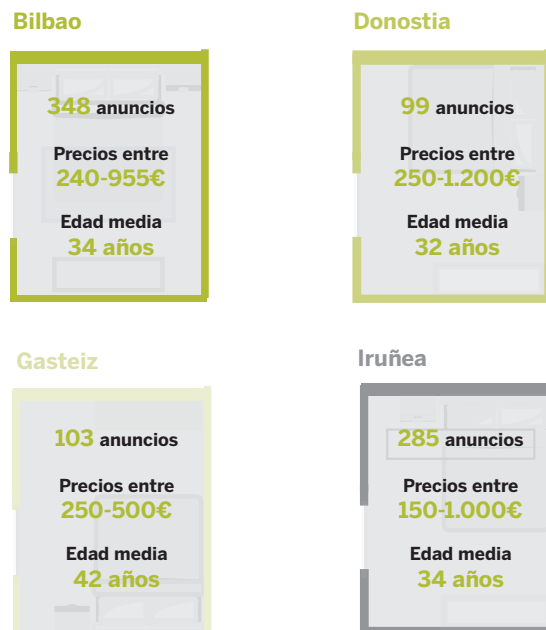 Bilbao
348 anuncios
Precios entre
240-955€
Edad media
34 años
Donostia
99 anuncios
Precios entre
250-1.200€
Edad media
32 años
Gasteiz
103 anuncios
Precios entre
250-500€
Edad media
42 años
Iruñea
285 anuncios
Precios entre
150-1.000€
Edad media
34 años